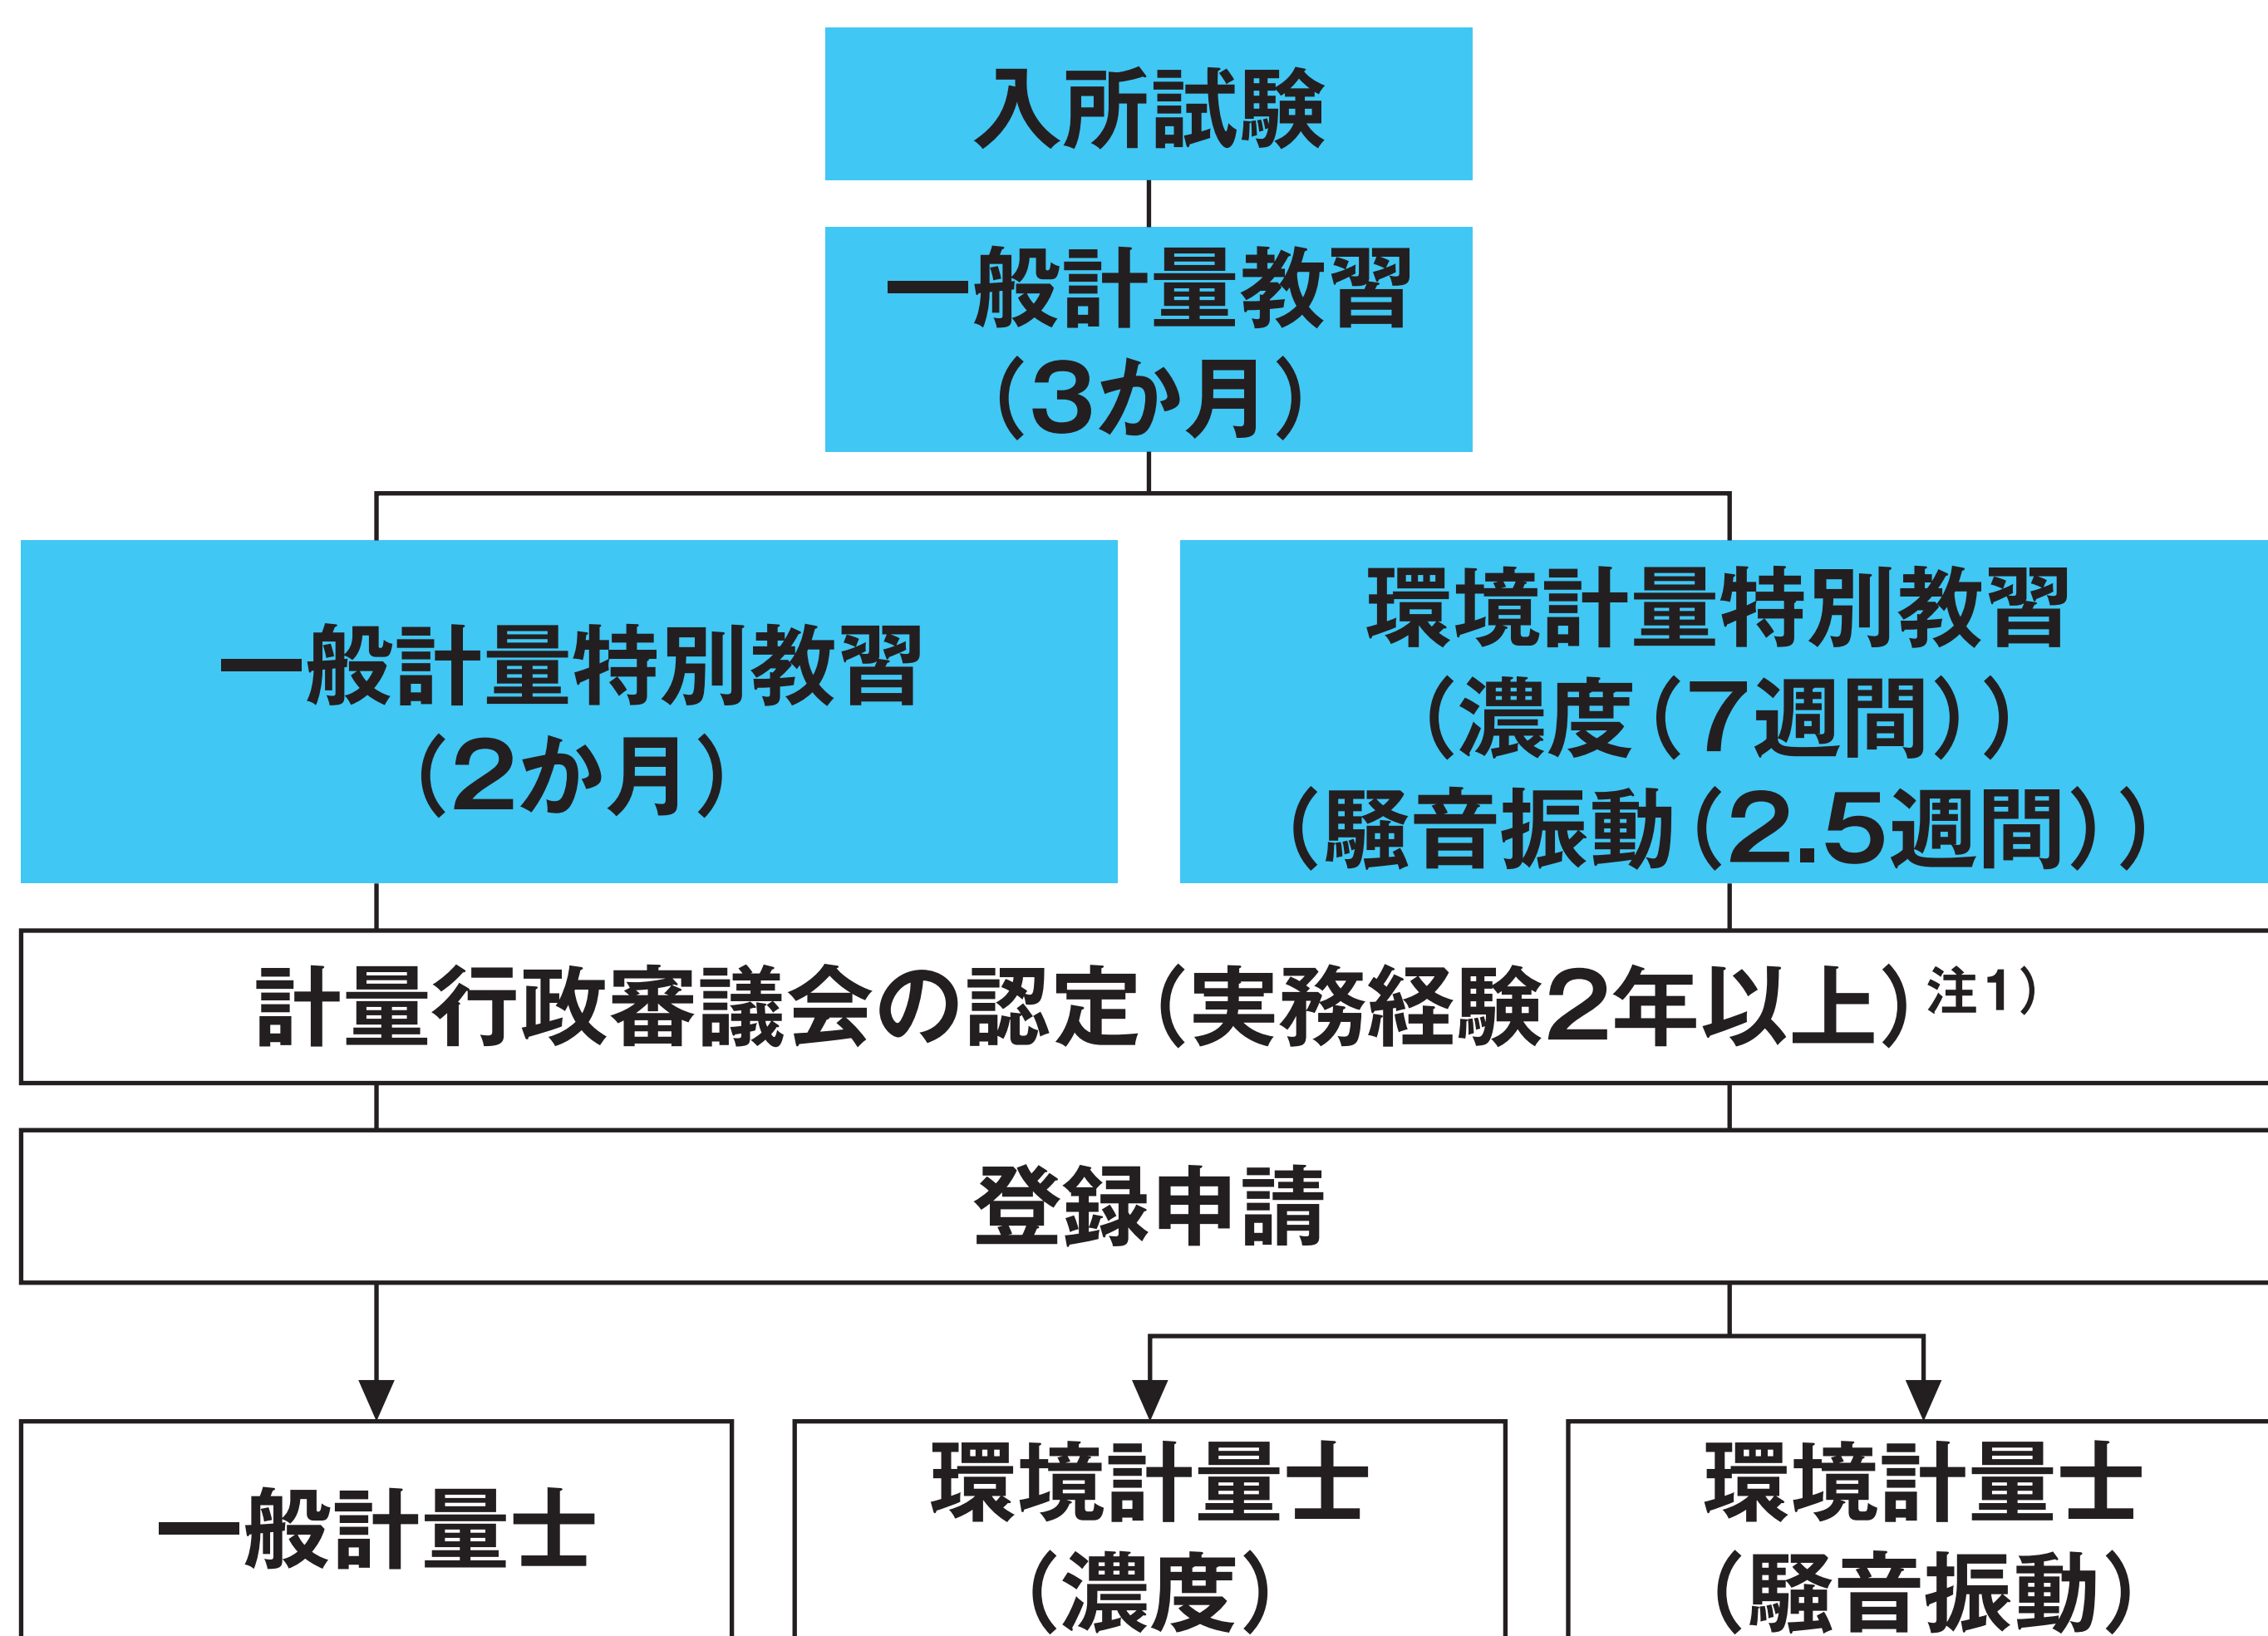 入所試験
一般計量教習
（3か月）
一般計量特別教習
（2か月）
環境計量特別教習
（濃度（7週間））
（騒音振動（2.5週間））
計量行政審議会の認定（実務経験2年以上）注1）
登録申請
一般計量士
環境計量士
（濃度）
環境計量士
（騒音振動）